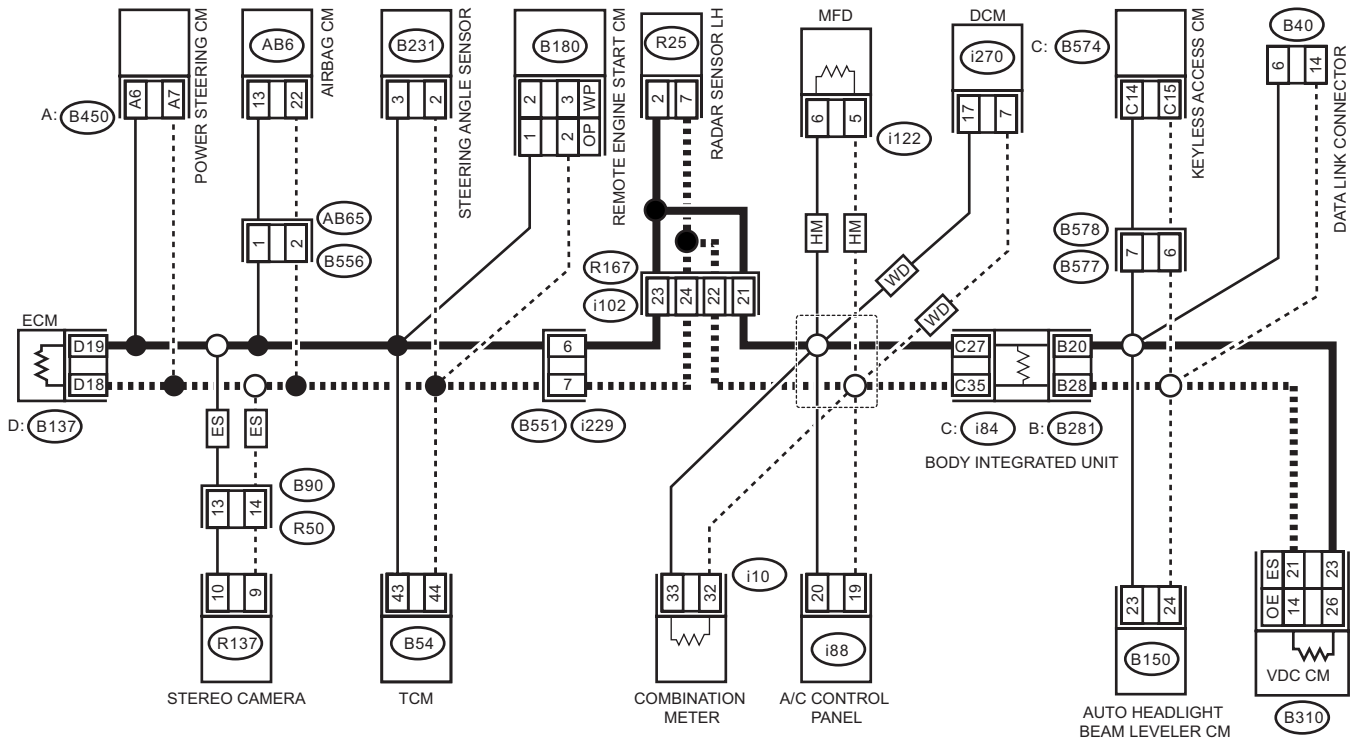 MFD
DCM
A: B450
A6 A7
POWER STEERING CM
AB6
13 22
AIRBAG CM
B231
3 2
STEERING ANGLE SENSOR
B180
2 3 WP
1 2 OP
REMOTE ENGINE START CM
R25
2 7
RADAR SENSOR LH
6 5
i122
i270
17 7
C: B574
C14 C15
KEYLESS ACCESS CM
B40
6 14
DATA LINK CONNECTOR
AB65
1 2
B556
HM HM
WD
WD
B578
7 6
B577
R167
23 24 22 21
i102
ECM
D19
D18
D: B137
6
7
B551 i229
C27
C35
B20
B28
C: i84 B: B281
BODY INTEGRATED UNIT
ES ES
B90
13 14
R50
10 9
R137
STEREO CAMERA
43 44
B54
TCM
33 32
i10
COMBINATION
METER
20 19
i88
A/C CONTROL
PANEL
23 24
B150
AUTO HEADLIGHT
BEAM LEVELER CM
ES 21 23
OE 14 26
VDC CM
B310